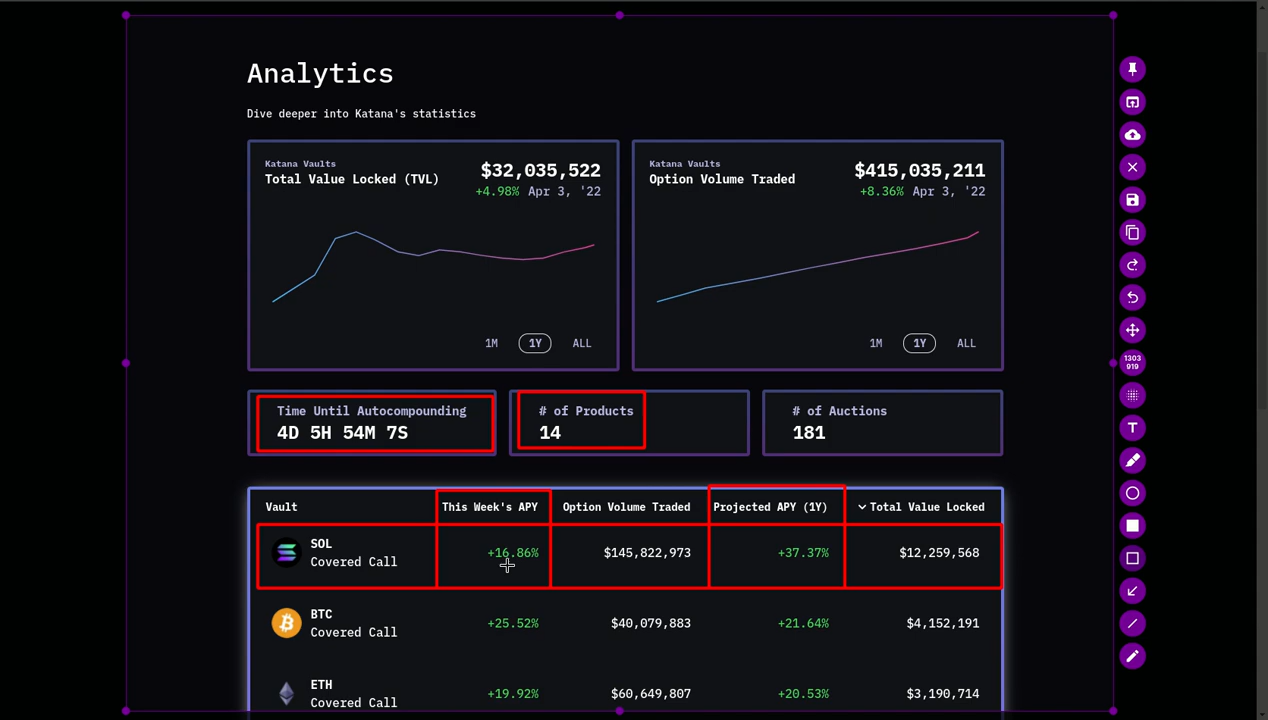 Analytics
Dive deeper into Katana's statistics
Katana Vaults
Total Value Locked (TVL)
$32,035,522
+4.98% Apr 3, '22
1M 1Y ALL
Katana Vaults
Option Volume Traded
$415,035,211
+8.36% Apr 3, '22
1M 1Y ALL
Time Until Autocompounding
4D 5H 54M 7S
# of Products
14
# of Auctions
181
Vault This Week's APY Option Volume Traded Projected APY (1Y) Total Value Locked
SOL
Covered Call
+16.86% $145,822,973 +37.37% $12,259,568
BTC
Covered Call
+25.52% $40,079,883 +21.64% $4,152,191
ETH
Covered Call
+19.92% $60,649,807 +20.53% $3,190,714
1303
919
T